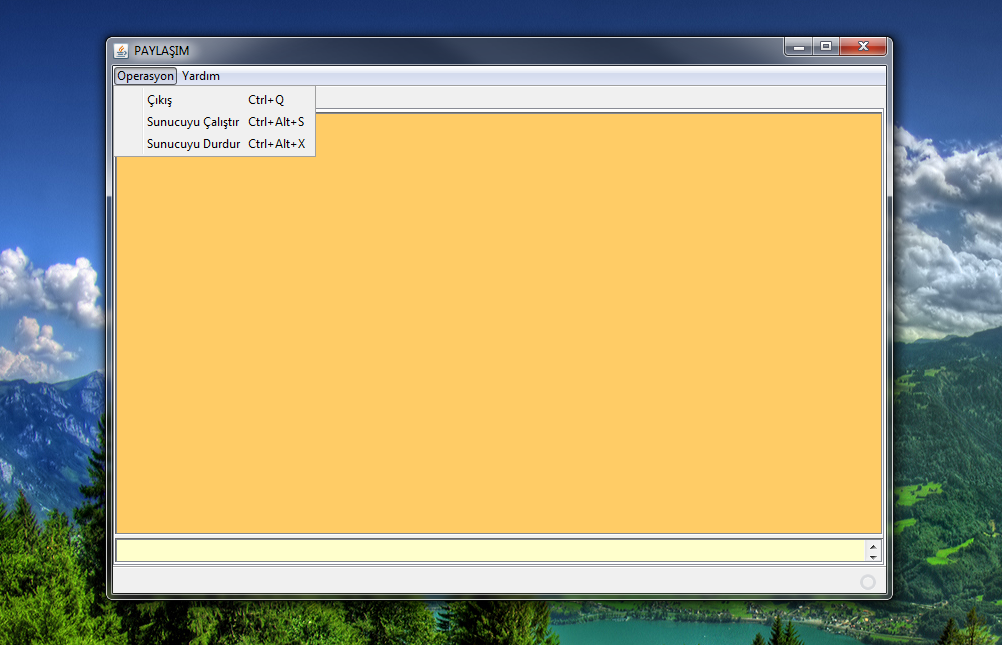 PAYLAŞIM
Operasyon Yardım
Çıkış Ctrl+Q
Sunucuyu Çalıştır Ctrl+Alt+S
Sunucuyu Durdur Ctrl+Alt+X